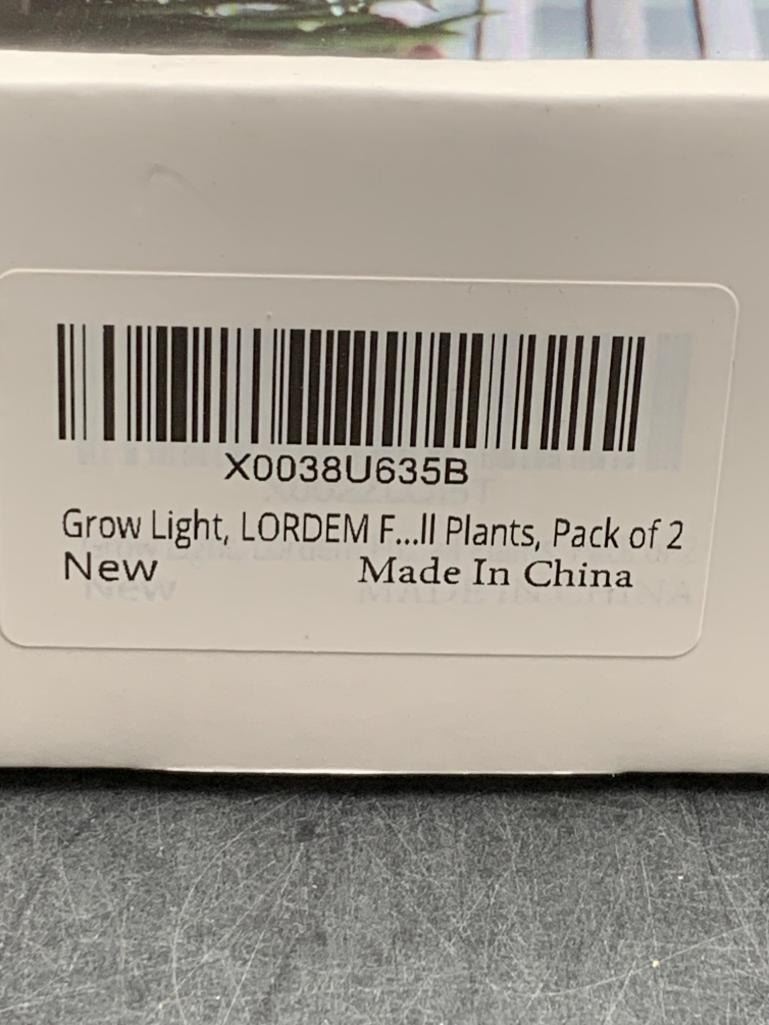 X0038U635B
Grow Light, LORDEM F...ll Plants, Pack of 2
New Made In China